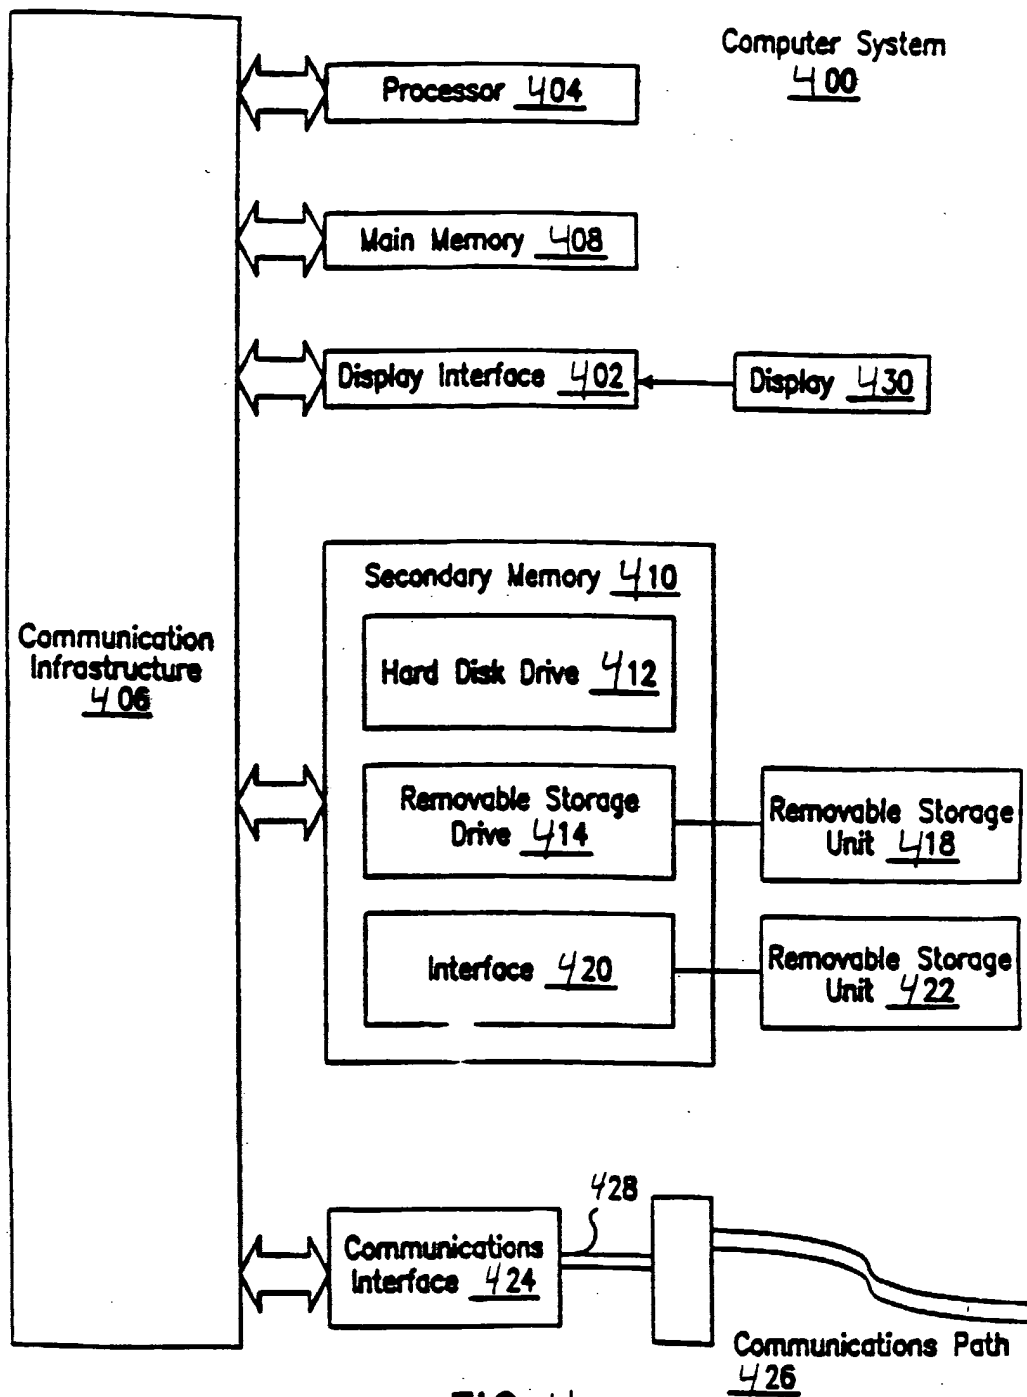 Computer System
400
Processor 404
Main Memory 408
Display Interface 402
Display 430
Secondary Memory 410
Hard Disk Drive 412
Communication
Infrastructure
406
Removable Storage
Drive 414
Removable Storage
Unit 418
Interface 420
Removable Storage
Unit 422
428
Communications
Interface 424
Communications Path
426